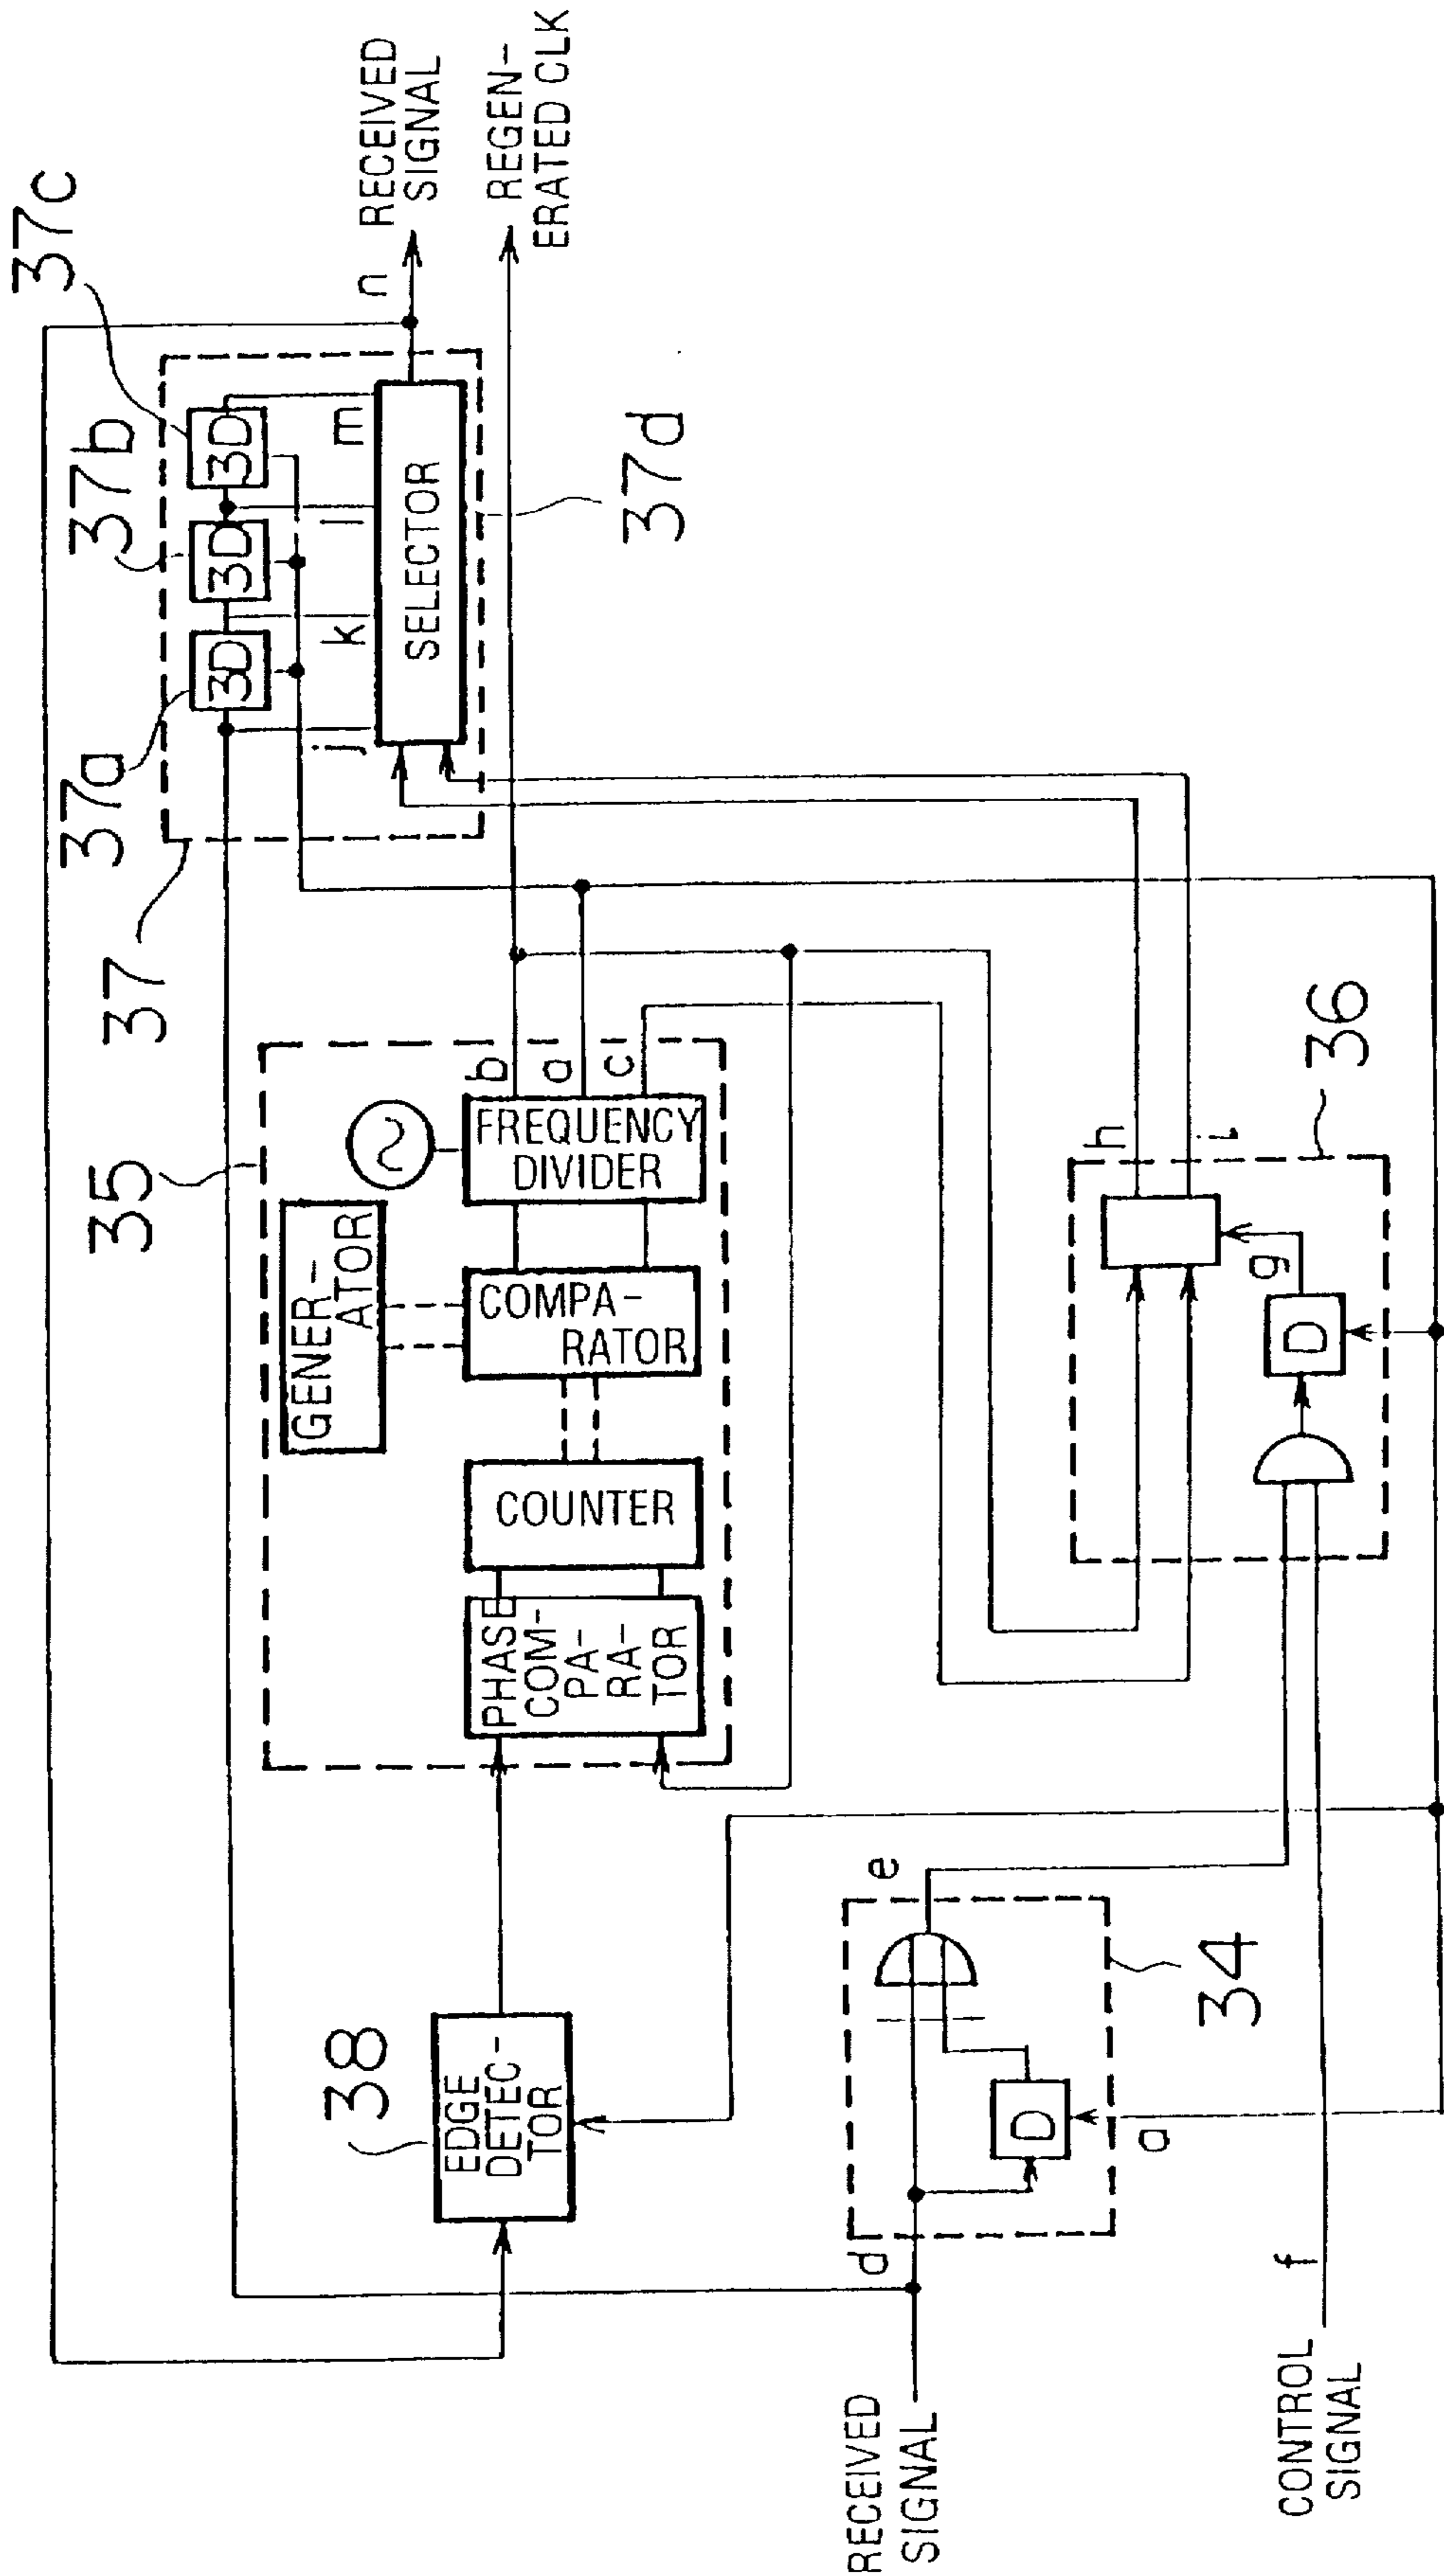 37c
37b
37a
37
n
RECEIVED
SIGNAL
REGEN-
ERATED CLK
3D
3D
3D
j
k
l
m
SELECTOR
37d
35
GENER-
ATOR
PHASE
COM-
PA-
RA-
TOR
COUNTER
COMPA-
RATOR
FREQUENCY
DIVIDER
b
a
c
38
EDGE
DETEC-
TOR
RECEIVED
SIGNAL
d
D
a
e
34
CONTROL
SIGNAL
f
D
g
h
i
36